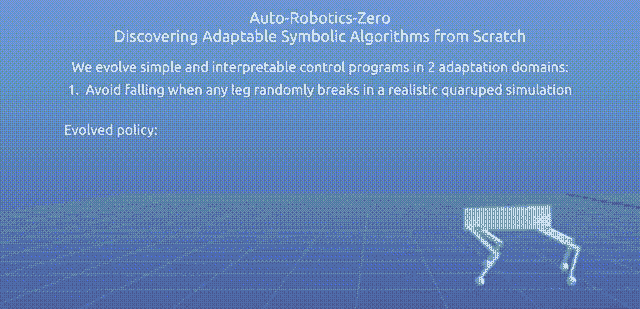 Auto-Robotics-Zero
Discovering Adaptable Symbolic Algorithms from Scratch
We evolve simple and interpretable control programs in 2 adaptation domains:
1. Avoid falling when any leg randomly breaks in a realistic quaruped simulation
Evolved policy: